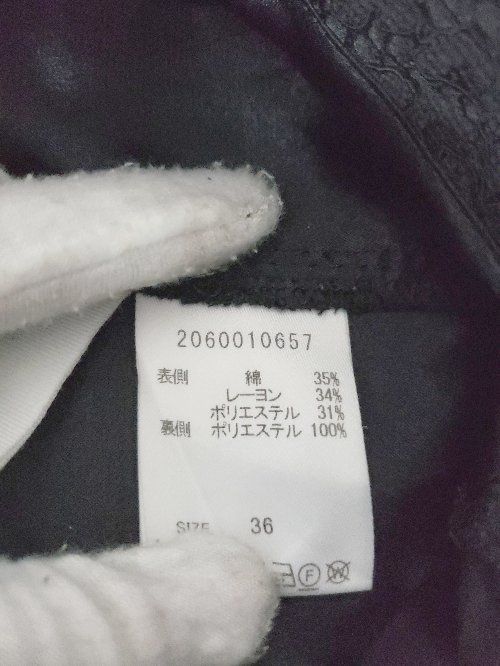 2060010657
表側 綿 35%
レーヨン 34%
ポリエステル 31%
裏側 ポリエステル 100%
SIZE 36
F W